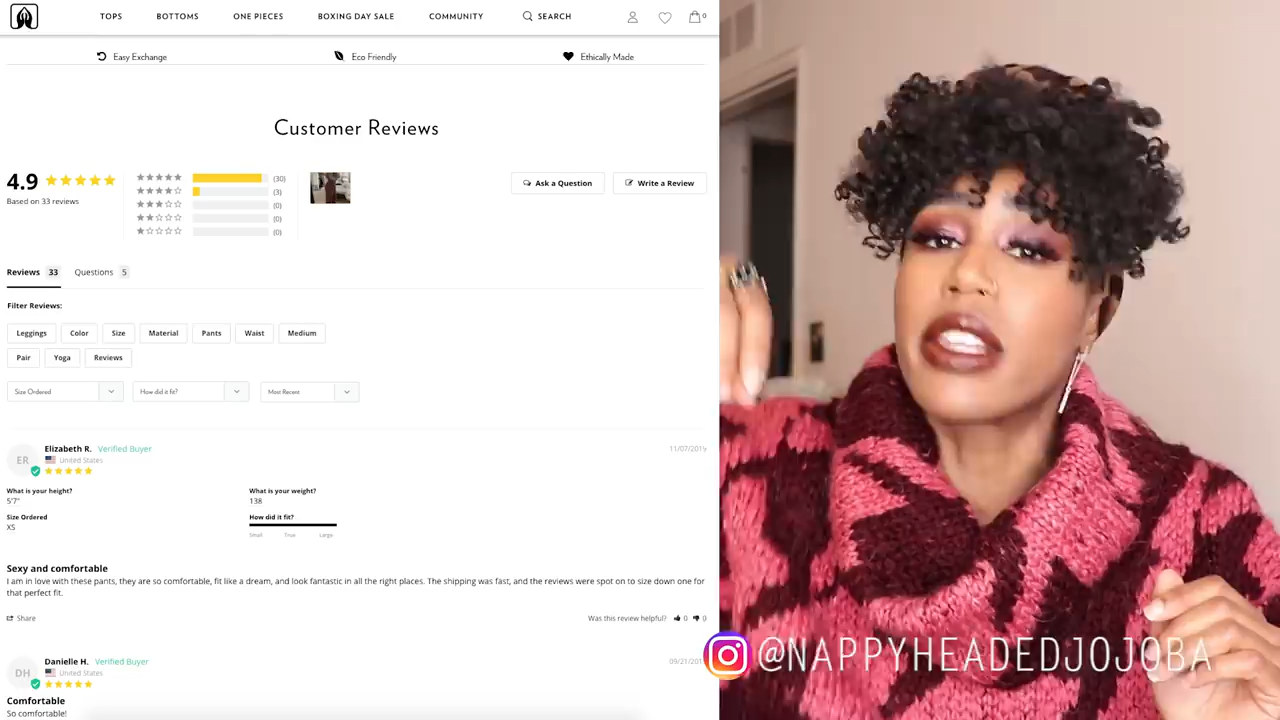 TOPS BOTTOMS ONE PIECES BOXING DAY SALE COMMUNITY SEARCH 0
Easy Exchange Eco Friendly Ethically Made
Customer Reviews
4.9
Based on 33 reviews
(30)
(3)
(0)
(0)
(0)
Ask a Question Write a Review
Reviews 33 Questions 5
Filter Reviews:
Leggings Color Size Material Pants Waist Medium
Pair Yoga Reviews
Size Ordered How did it fit? Most Recent
ER Elizabeth R. Verified Buyer 11/07/2019
United States
What is your height? What is your weight?
5'7" 138
Size Ordered How did it fit?
XS
Small True Large
Sexy and comfortable
I am in love with these pants, they are so comfortable, fit like a dream, and look fantastic in all the right places. The shipping was fast, and the reviews were spot on to size down one for
that perfect fit.
Share Was this review helpful? 0 0
DH Danielle H. Verified Buyer
United States
Comfortable
So comfortable!
@NAPPYHEADEDJOJOBA